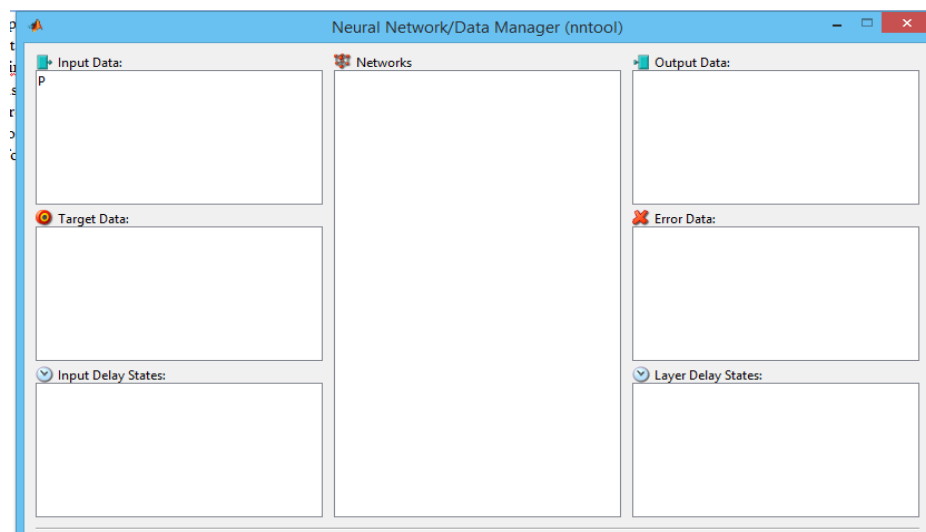 Neural Network/Data Manager (nntool)
Input Data:
Networks
Output Data:
p
Target Data:
Error Data:
Input Delay States:
Layer Delay States: